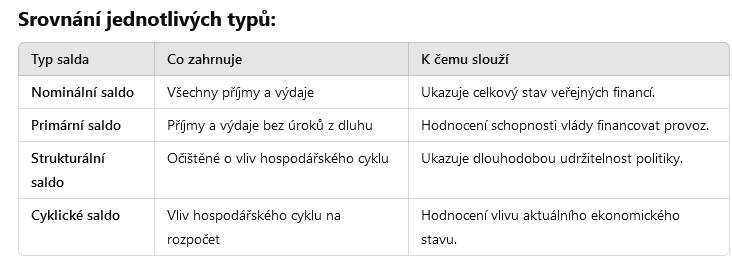 Srovnání jednotlivých typů:
Typ salda Co zahrnuje K čemu slouží
Nominální saldo Všechny příjmy a výdaje Ukazuje celkový stav veřejných financí.
Primární saldo Příjmy a výdaje bez úroků z dluhu Hodnocení schopnosti vlády financovat provoz.
Strukturální Očištěné o vliv hospodářského cyklu Ukazuje dlouhodobou udržitelnost politiky.
saldo
Cyklické saldo Vliv hospodářského cyklu na Hodnocení vlivu aktuálního ekonomického
rozpočet stavu.